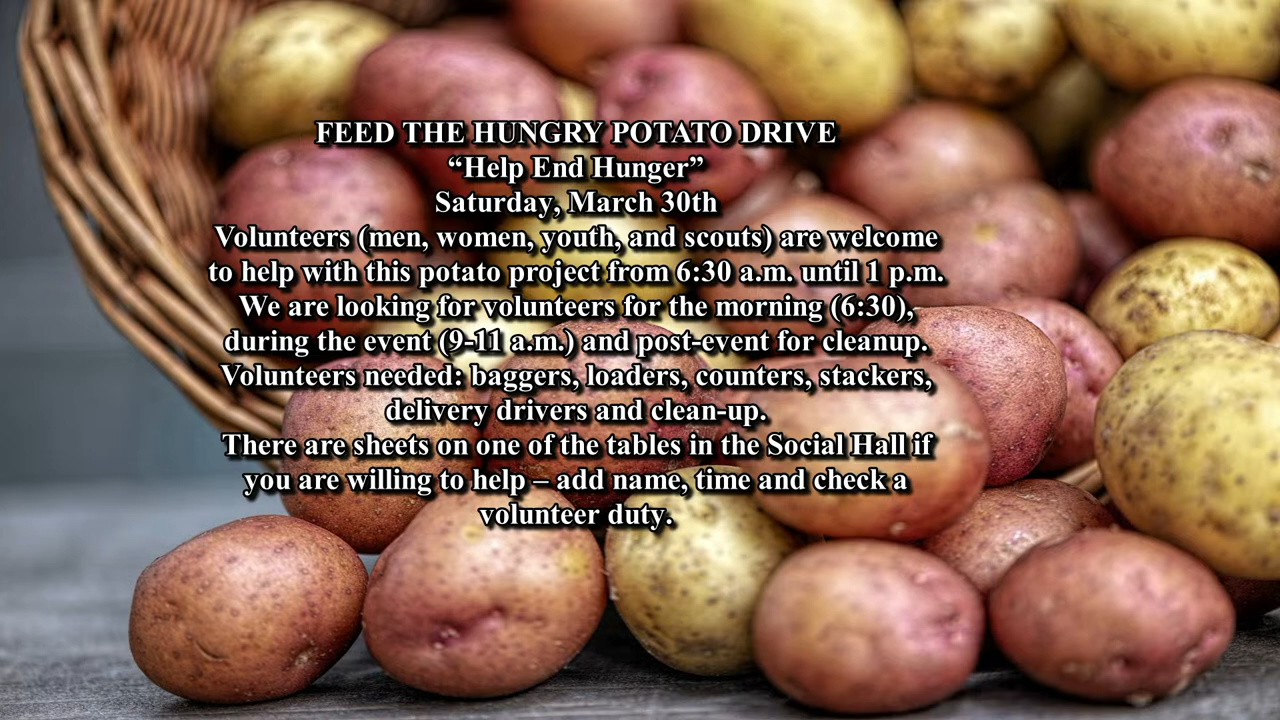 FEED THE HUNGRY POTATO DRIVE
“Help End Hunger”
Saturday, March 30th
Volunteers (men, women, youth, and scouts) are welcome
to help with this potato project from 6:30 a.m. until 1 p.m.
We are looking for volunteers for the morning (6:30),
during the event (9-11 a.m.) and post-event for cleanup.
Volunteers needed: baggers, loaders, counters, stackers,
delivery drivers and clean-up.
There are sheets on one of the tables in the Social Hall if
you are willing to help – add name, time and check a
volunteer duty.